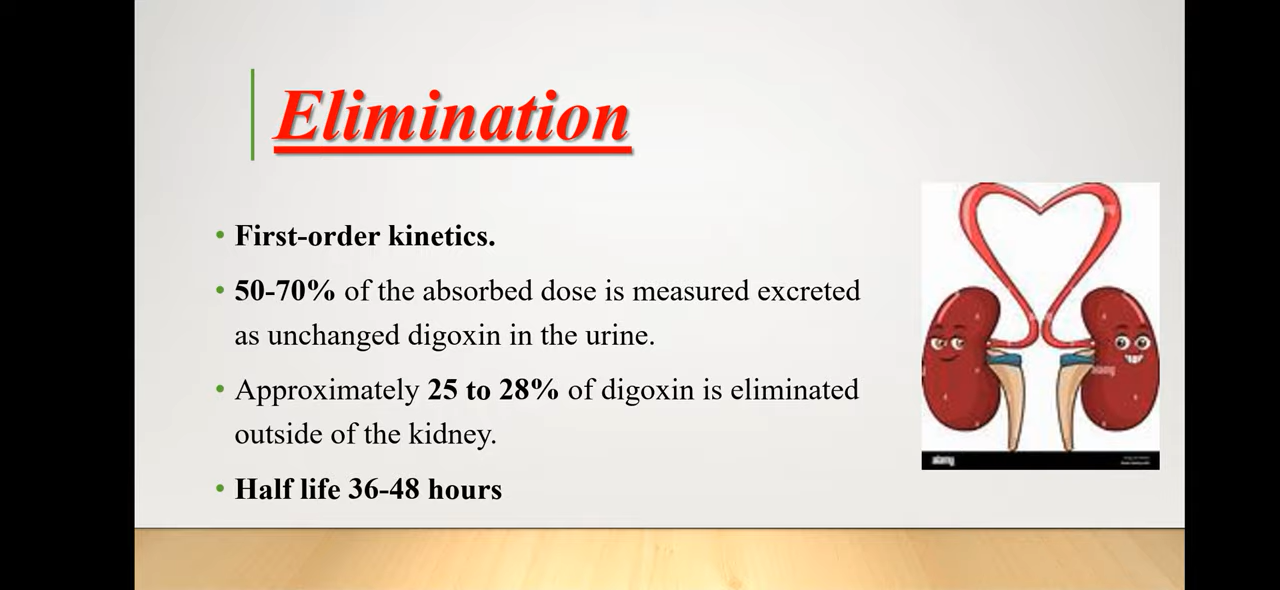 Elimination
• First-order kinetics.
• 50-70% of the absorbed dose is measured excreted
as unchanged digoxin in the urine.
• Approximately 25 to 28% of digoxin is eliminated
outside of the kidney.
• Half life 36-48 hours
alamy
alamy